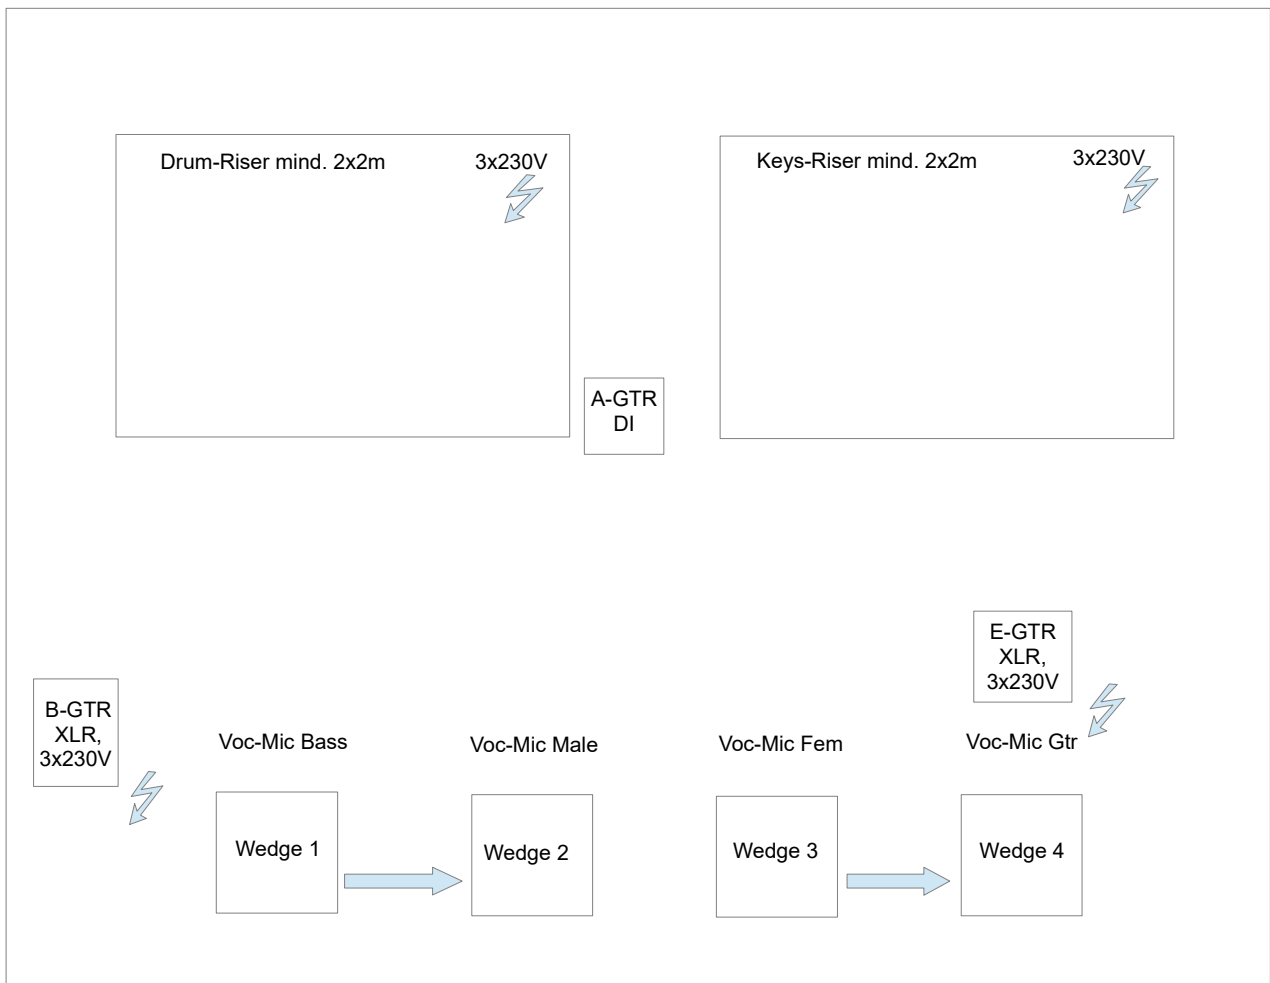 Drum-Riser mind. 2x2m
3x230V
Keys-Riser mind. 2x2m
3x230V
A-GTR
DI
E-GTR
XLR,
3x230V
B-GTR
XLR,
3x230V
Voc-Mic Bass
Voc-Mic Male
Voc-Mic Fem
Voc-Mic Gtr
Wedge 1
Wedge 2
Wedge 3
Wedge 4